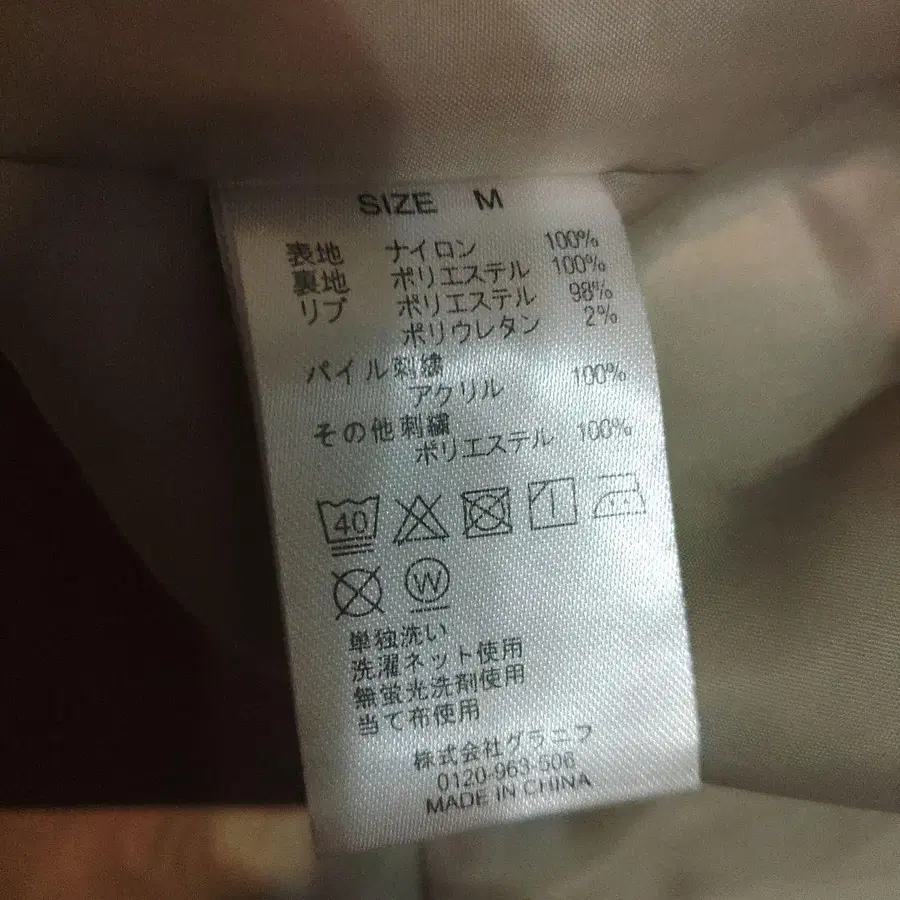 SIZE M
表地 ナイロン 100%
裏地 ポリエステル 100%
リブ ポリエステル 98%
ポリウレタン 2%
パイル刺繍
アクリル 100%
その他刺繍
ポリエステル 100%
40
W
単独洗い
洗濯ネット使用
無蛍光洗剤使用
当て布使用
株式会社グラニフ
0120-963-506
MADE IN CHINA